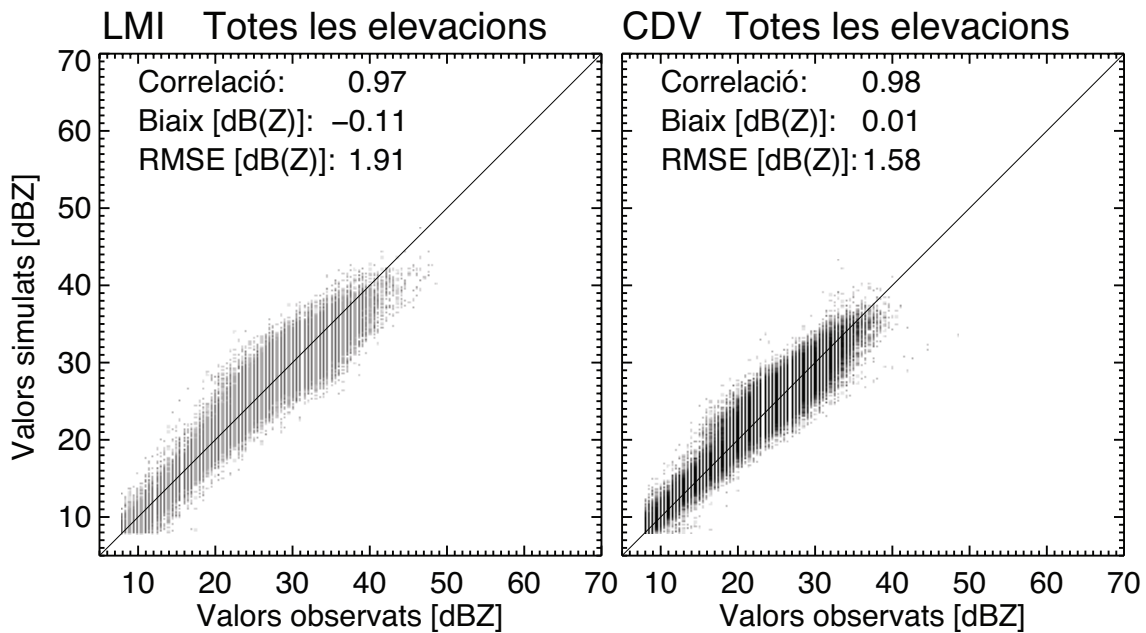 LMI Totes les elevacions
Correlació: 0.97
Biaix [dB(Z)]: −0.11
RMSE [dB(Z)]: 1.91
70
60
50
40
30
20
10
Valors simulats [dBZ]
10 20 30 40 50 60 70
Valors observats [dBZ]
CDV Totes les elevacions
Correlació: 0.98
Biaix [dB(Z)]: 0.01
RMSE [dB(Z)]: 1.58
10 20 30 40 50 60 70
Valors observats [dBZ]